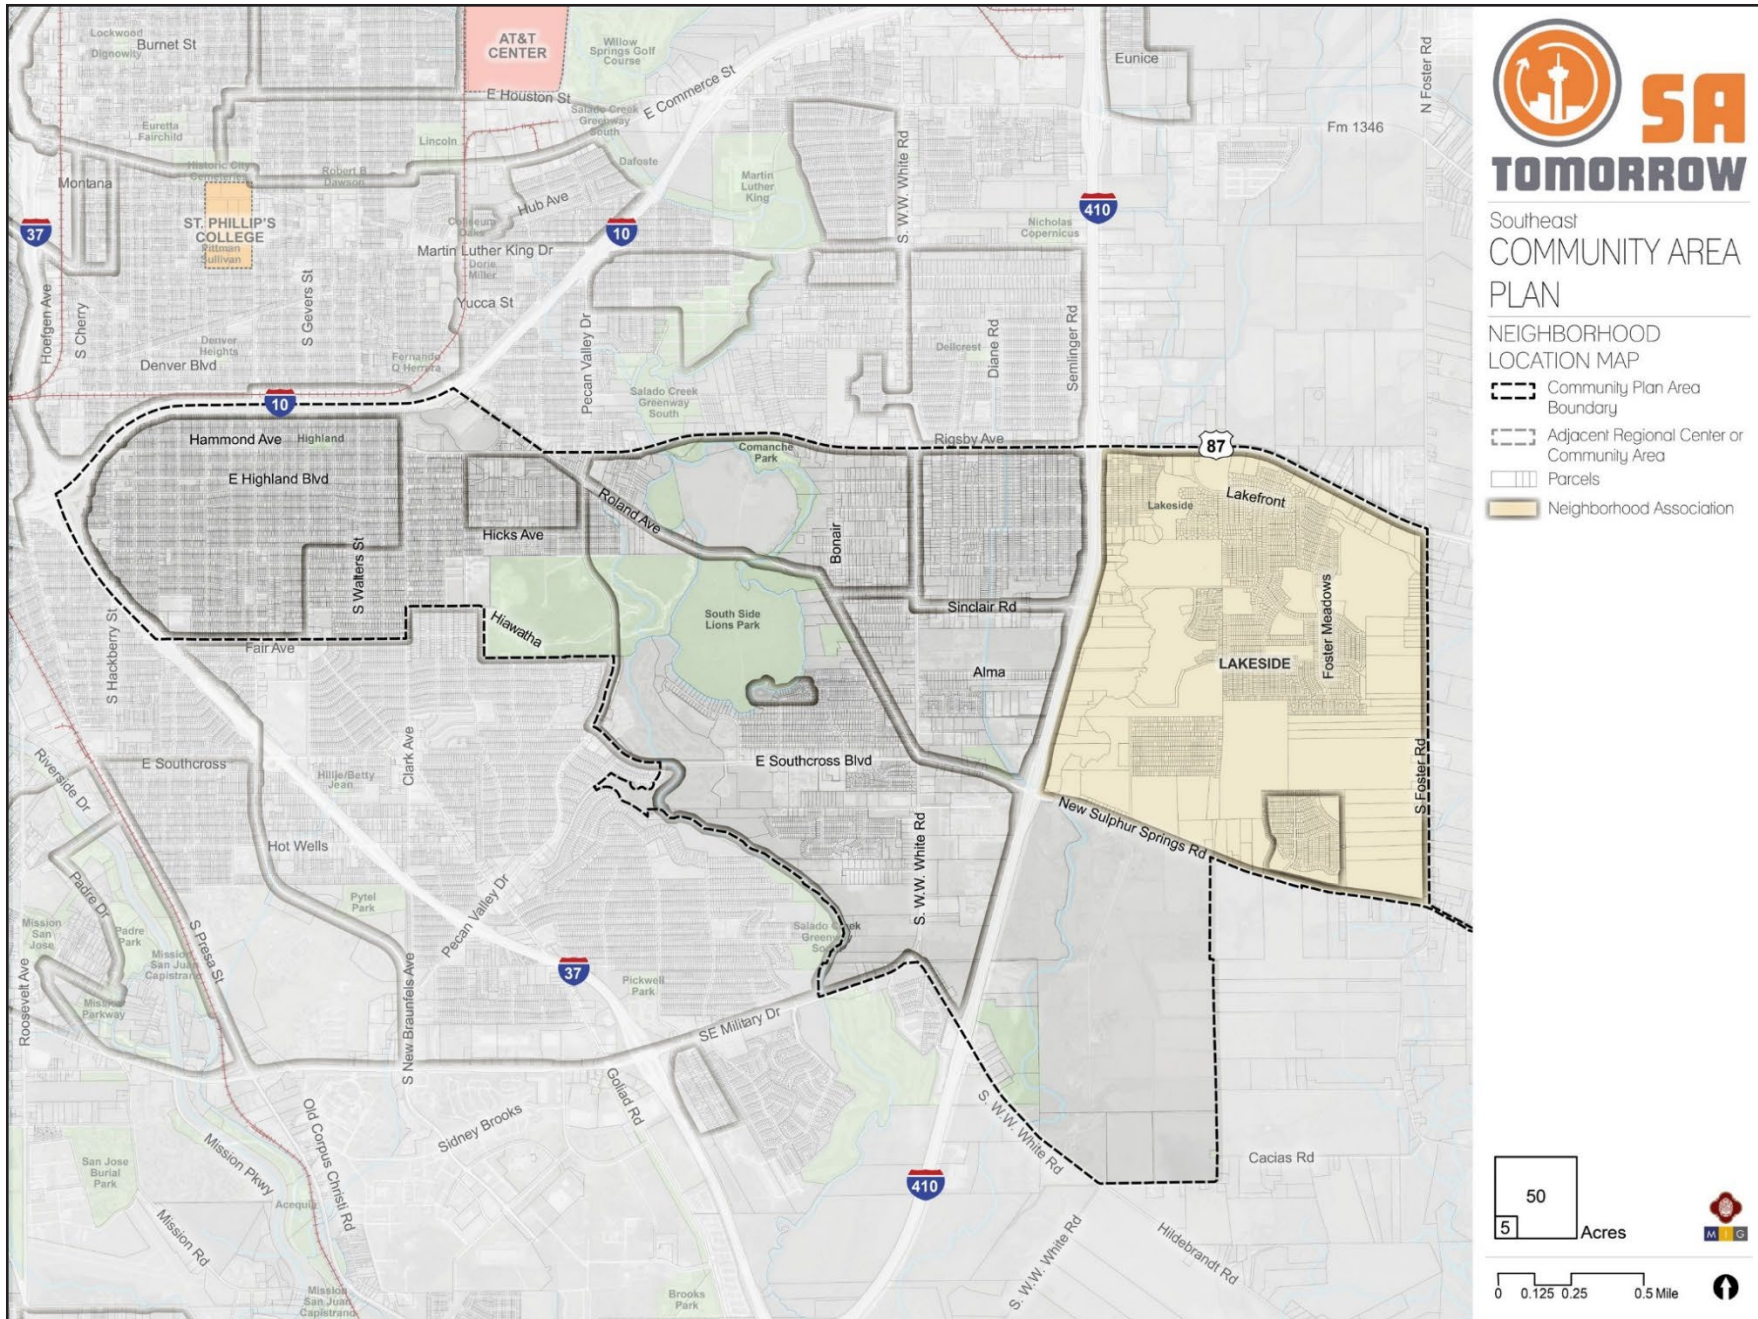 Lockwood
Dignowity
Burnet St
AT&T
CENTER
Willow
Springs Golf
Course
Eunice
N Foster Rd
E Houston St
E Commerce St
Salado Creek
Greenway
South
Euretta
Fairchild
Lincoln
Fm 1346
Historic City
Cemeteries
Robert B
Dawson
Dafoste
Montana
Martin
Luther
King
S. W.W. White Rd
Hub Ave
ST. PHILLIP'S
COLLEGE
Pittman
Sullivan
Coliseum
Oaks
37
10
410
Nicholas
Copernicus
Martin Luther King Dr
Dorie
Miller
Yucca St
Hoefgen Ave
S Cherry
S Gevers St
Pecan Valley Dr
Diane Rd
Semlinger Rd
Denver
Heights
Denver Blvd
Fernando
O Herrera
Dellcrest
Salado Creek
Greenway
South
10
Hammond Ave
Highland
Rigsby Ave
87
Comanche
Park
E Highland Blvd
Roland Ave
Lakeside
Lakefront
Hicks Ave
Bonair
S Walters St
Sinclair Rd
Foster Meadows
Hiawatha
South Side
Lions Park
S Hackberry St
Fair Ave
Alma
LAKESIDE
Clark Ave
E Southcross
E Southcross Blvd
Riverside Dr
Hillje/Betty
Jean
S Foster Rd
New Sulphur Springs Rd
Hot Wells
S. W.W. White Rd
Padre Dr
Pytel
Park
Pecan Valley Dr
Mission
San
Jose
Padre
Park
S Presa St
Salado Creek
Greenway
South
Mission
San Juan
Capistrano
37
Pickwell
Park
Roosevelt Ave
Mission
Parkway
S New Braunfels Ave
SE Military Dr
Goliad Rd
S. W.W. White Rd
Old Corpus Christi Rd
Sidney Brooks
Mission Pkwy
San Jose
Burial
Park
Cacias Rd
410
Acequia
Mission Rd
S. W.W. White Rd
Hildebrandt Rd
Mission
San Juan
Capistrano
Brooks
Park
SA
TOMORROW
Southeast
COMMUNITY AREA
PLAN
NEIGHBORHOOD
LOCATION MAP
Community Plan Area
Boundary
Adjacent Regional Center or
Community Area
Parcels
Neighborhood Association
50
5
Acres
M I G
0 0.125 0.25 0.5 Mile